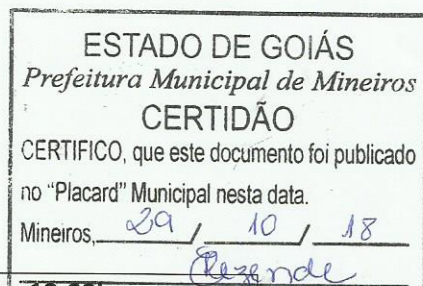 ESTADO DE GOIÁS
Prefeitura Municipal de Mineiros
CERTIDÃO
CERTIFICO, que este documento foi publicado
no “Placard” Municipal nesta data.
Mineiros, 29 / 10 / 18
Rezende